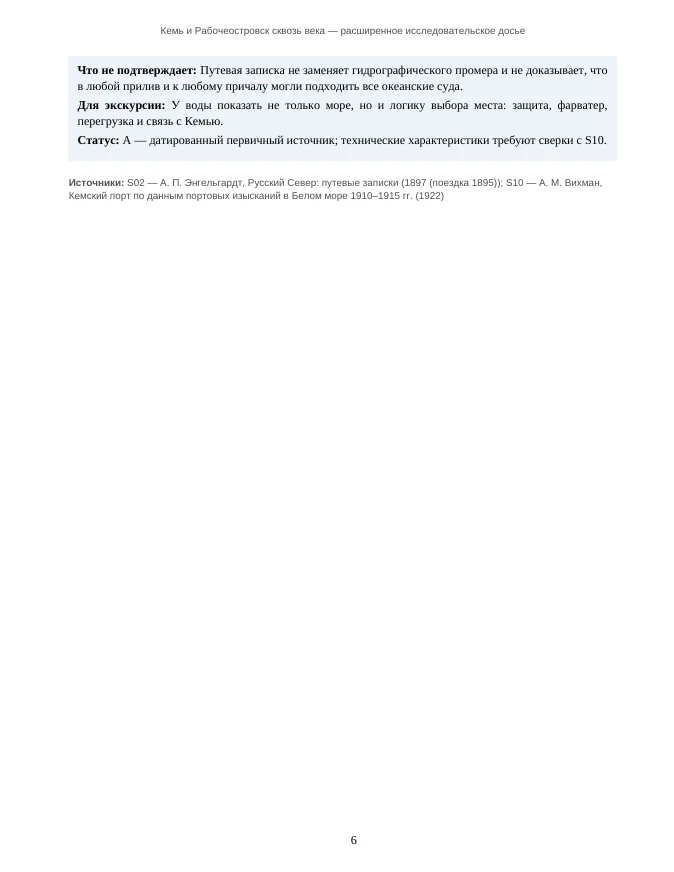 Кемь и Рабочеостровск сквозь века — расширенное исследовательское досье
Что не подтверждает: Путевая записка не заменяет гидрографического промера и не доказывает, что
в любой прилив и к любому причалу могли подходить все океанские суда.
Для экскурсии: У воды показать не только море, но и логику выбора места: защита, фарватер,
перегрузка и связь с Кемью.
Статус: А — датированный первичный источник; технические характеристики требуют сверки с S10.
Источники: S02 — А. П. Энгельгардт, Русский Север: путевые записки (1897 (поездка 1895)); S10 — А. М. Вихман,
Кемский порт по данным портовых изысканий в Белом море 1910–1915 гг. (1922)
6